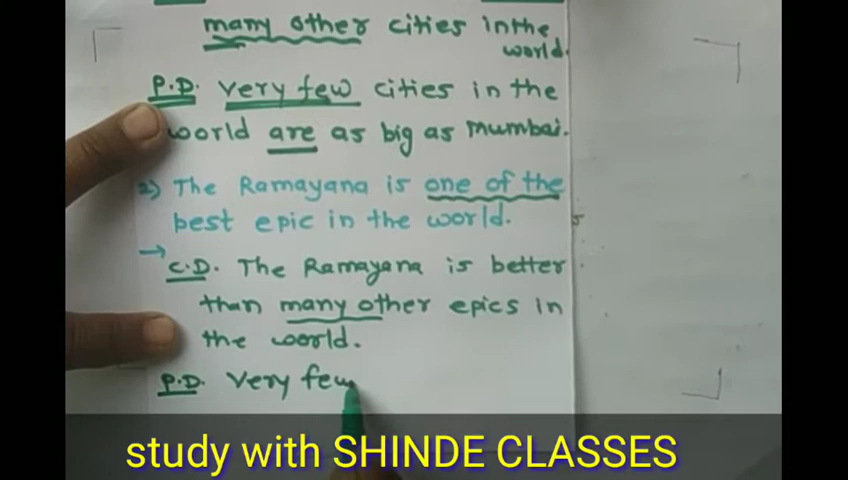 many other cities in the
world.
P.D. very few cities in the
world are as big as Mumbai.
2) The Ramayana is one of the
best epic in the world.
→ C.D. The Ramayana is better
than many other epics in
the world.
P.D. Very few
study with SHINDE CLASSES